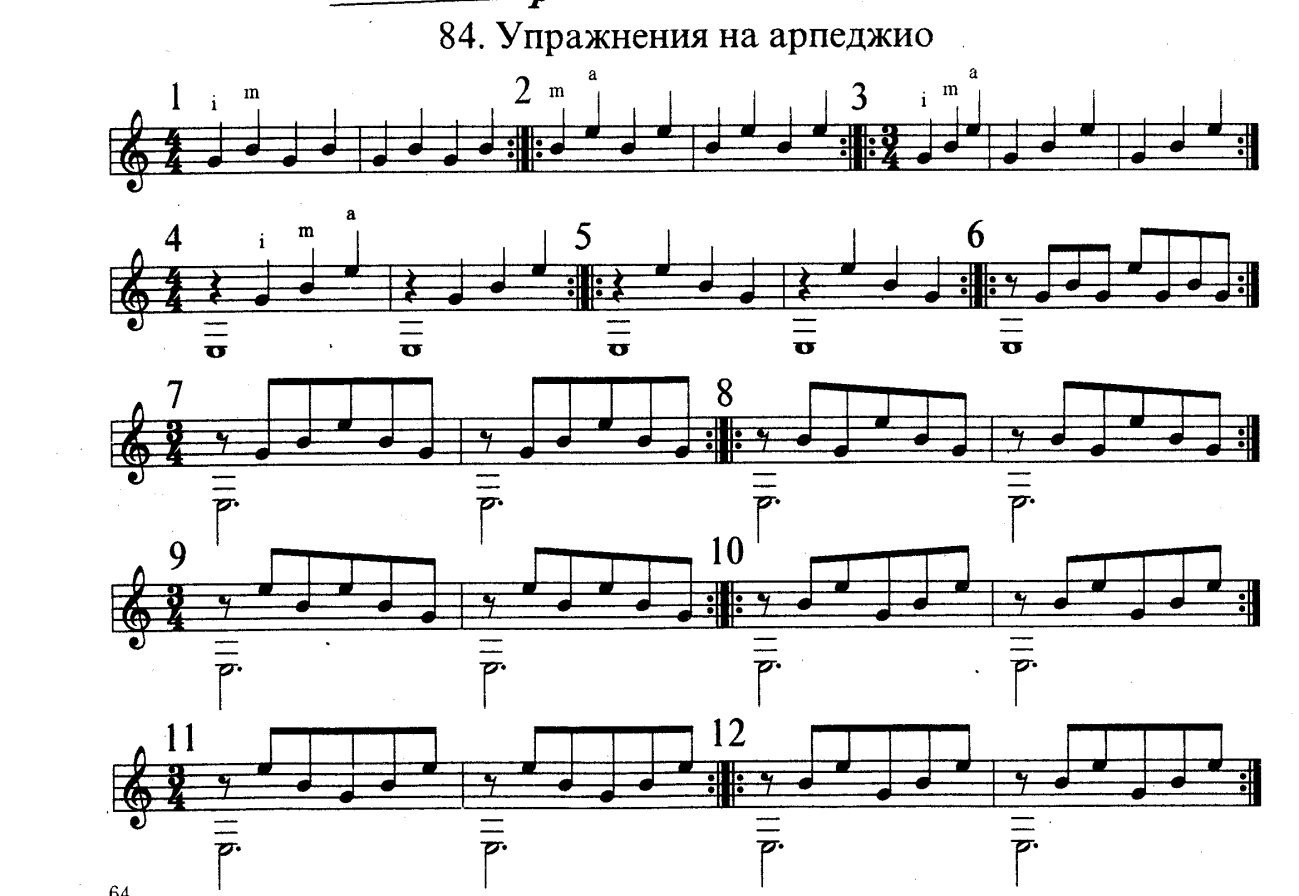 84. Упражнения на арпеджио
1 i m 2 m a 3 i m a
4 i m a 5 6
7 8
9 10
11 12
64